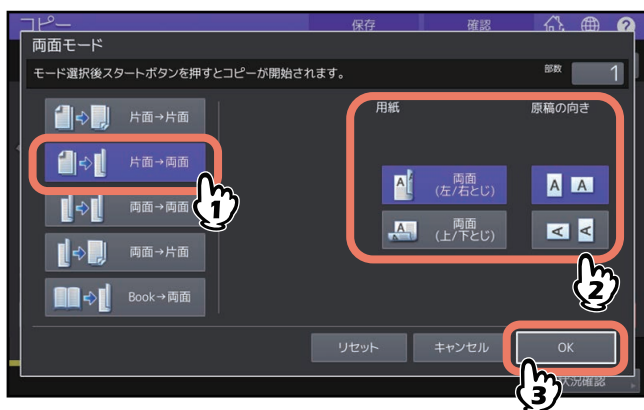 コピー
保存
確認
両面モード
モード選択後スタートボタンを押すとコピーが開始されます。
部数
1
片面→片面
用紙
原稿の向き
片面→両面
1
A
両面
(左/右とじ)
A A
両面→両面
A
両面
(上/下とじ)
A A
両面→片面
2
Book→両面
リセット
キャンセル
OK
3
状況確認